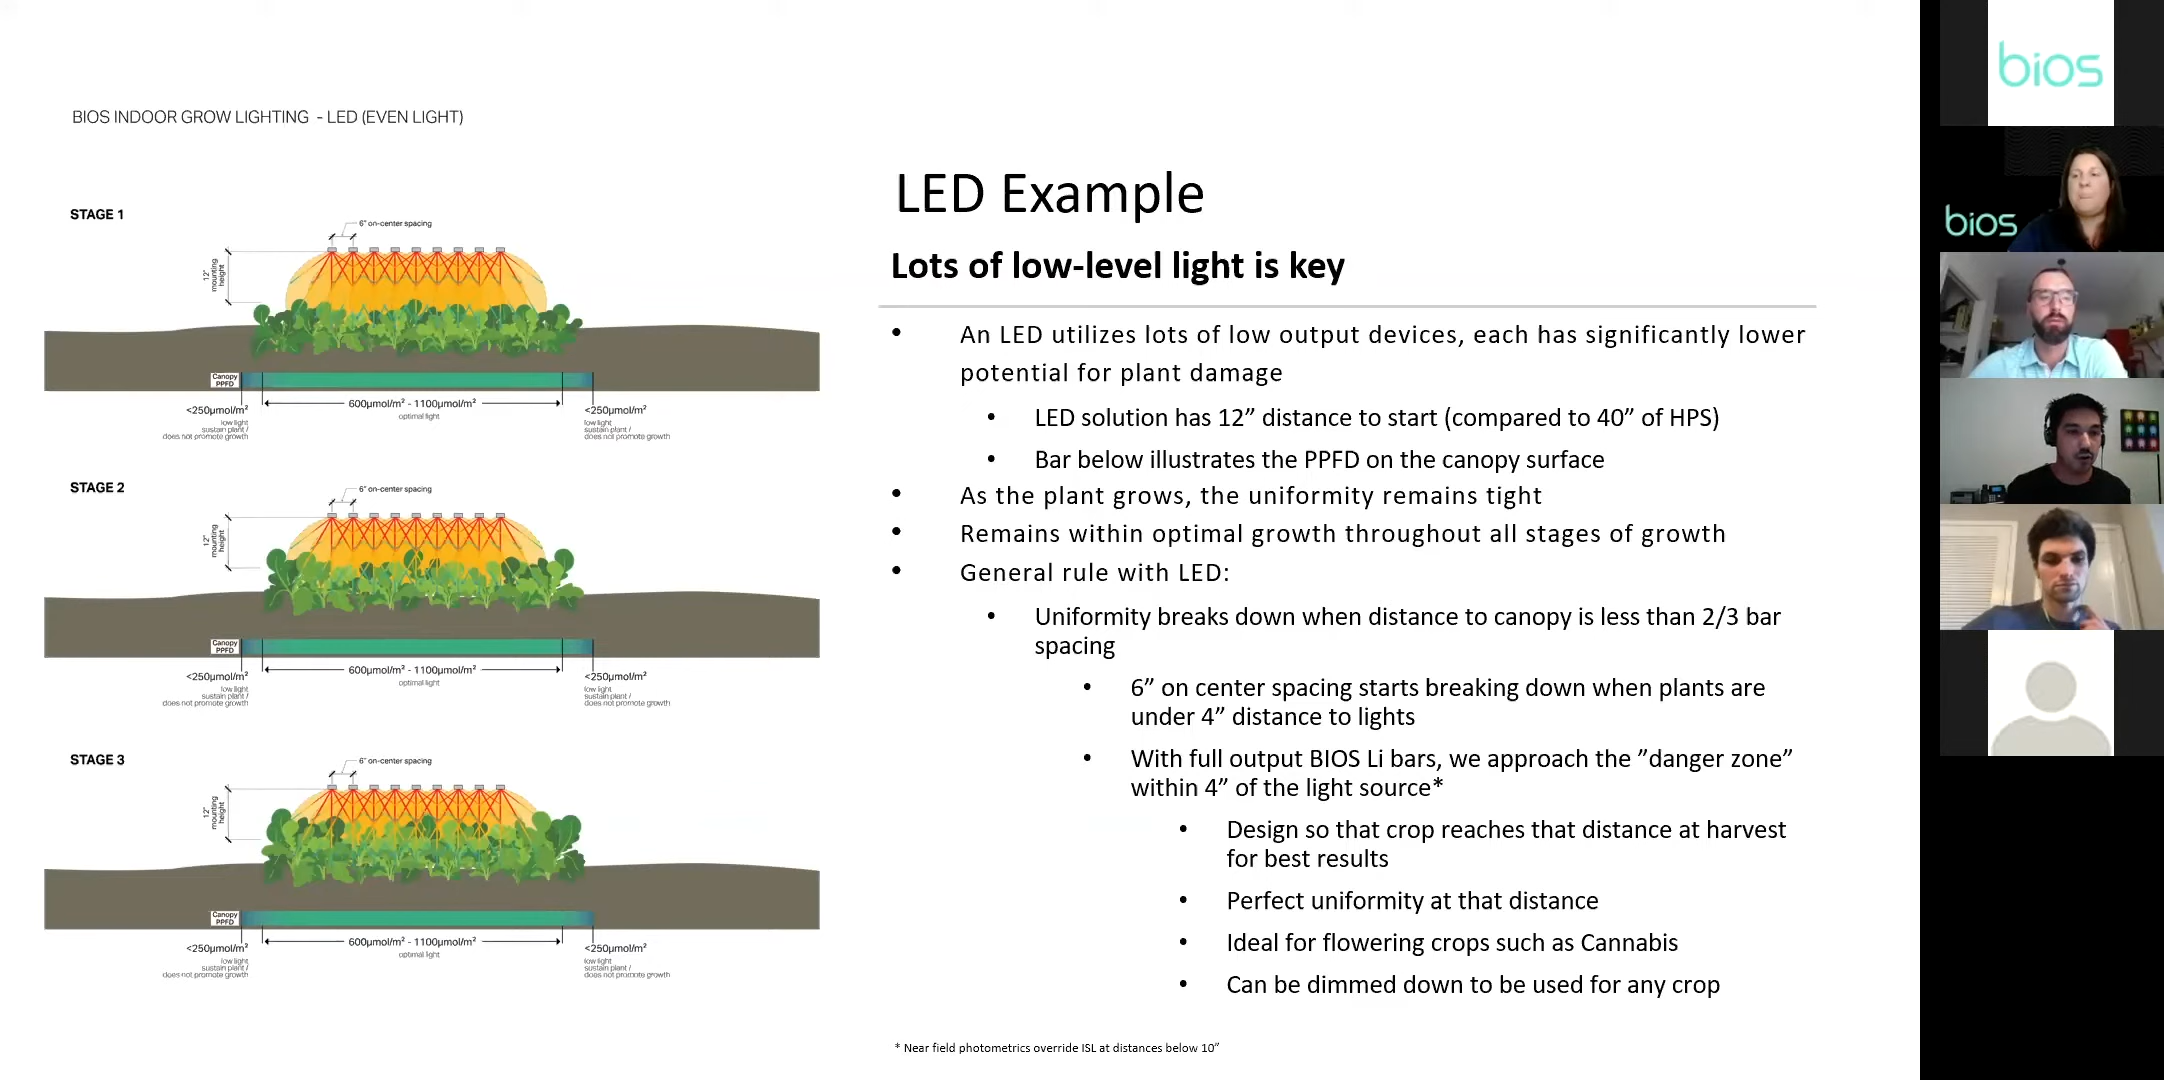 BIOS INDOOR GROW LIGHTING - LED (EVEN LIGHT)
STAGE 1
6" on-center spacing
12"
mounting
height
Canopy
PPFD
<250µmol/m²
low light
sustain plant /
does not promote growth
600µmol/m² - 1100µmol/m²
optimal light
<250µmol/m²
low light
sustain plant /
does not promote growth
STAGE 2
6" on-center spacing
12"
mounting
height
Canopy
PPFD
<250µmol/m²
low light
sustain plant /
does not promote growth
600µmol/m² - 1100µmol/m²
optimal light
<250µmol/m²
low light
sustain plant /
does not promote growth
STAGE 3
6" on-center spacing
12"
mounting
height
Canopy
PPFD
<250µmol/m²
low light
sustain plant /
does not promote growth
600µmol/m² - 1100µmol/m²
optimal light
<250µmol/m²
low light
sustain plant /
does not promote growth
LED Example
Lots of low-level light is key
• An LED utilizes lots of low output devices, each has significantly lower
potential for plant damage
• LED solution has 12” distance to start (compared to 40” of HPS)
• Bar below illustrates the PPFD on the canopy surface
• As the plant grows, the uniformity remains tight
• Remains within optimal growth throughout all stages of growth
• General rule with LED:
• Uniformity breaks down when distance to canopy is less than 2/3 bar
spacing
• 6” on center spacing starts breaking down when plants are
under 4” distance to lights
• With full output BIOS Li bars, we approach the ”danger zone”
within 4” of the light source*
• Design so that crop reaches that distance at harvest
for best results
• Perfect uniformity at that distance
• Ideal for flowering crops such as Cannabis
• Can be dimmed down to be used for any crop
* Near field photometrics override ISL at distances below 10”
bios
bios